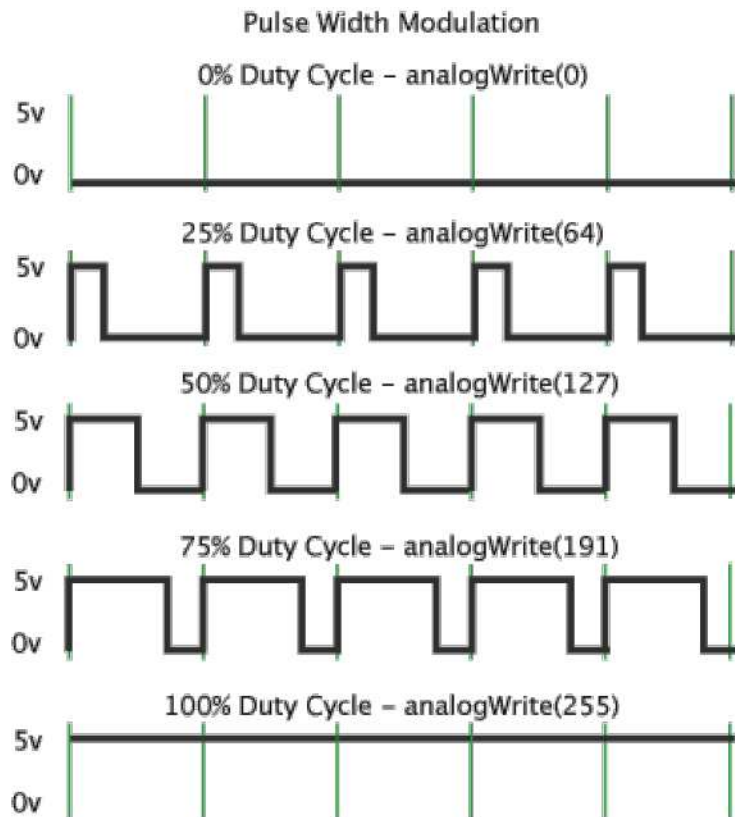 Pulse Width Modulation
0% Duty Cycle – analogWrite(0)
5v
0v
25% Duty Cycle – analogWrite(64)
5v
0v
50% Duty Cycle – analogWrite(127)
5v
0v
75% Duty Cycle – analogWrite(191)
5v
0v
100% Duty Cycle – analogWrite(255)
5v
0v